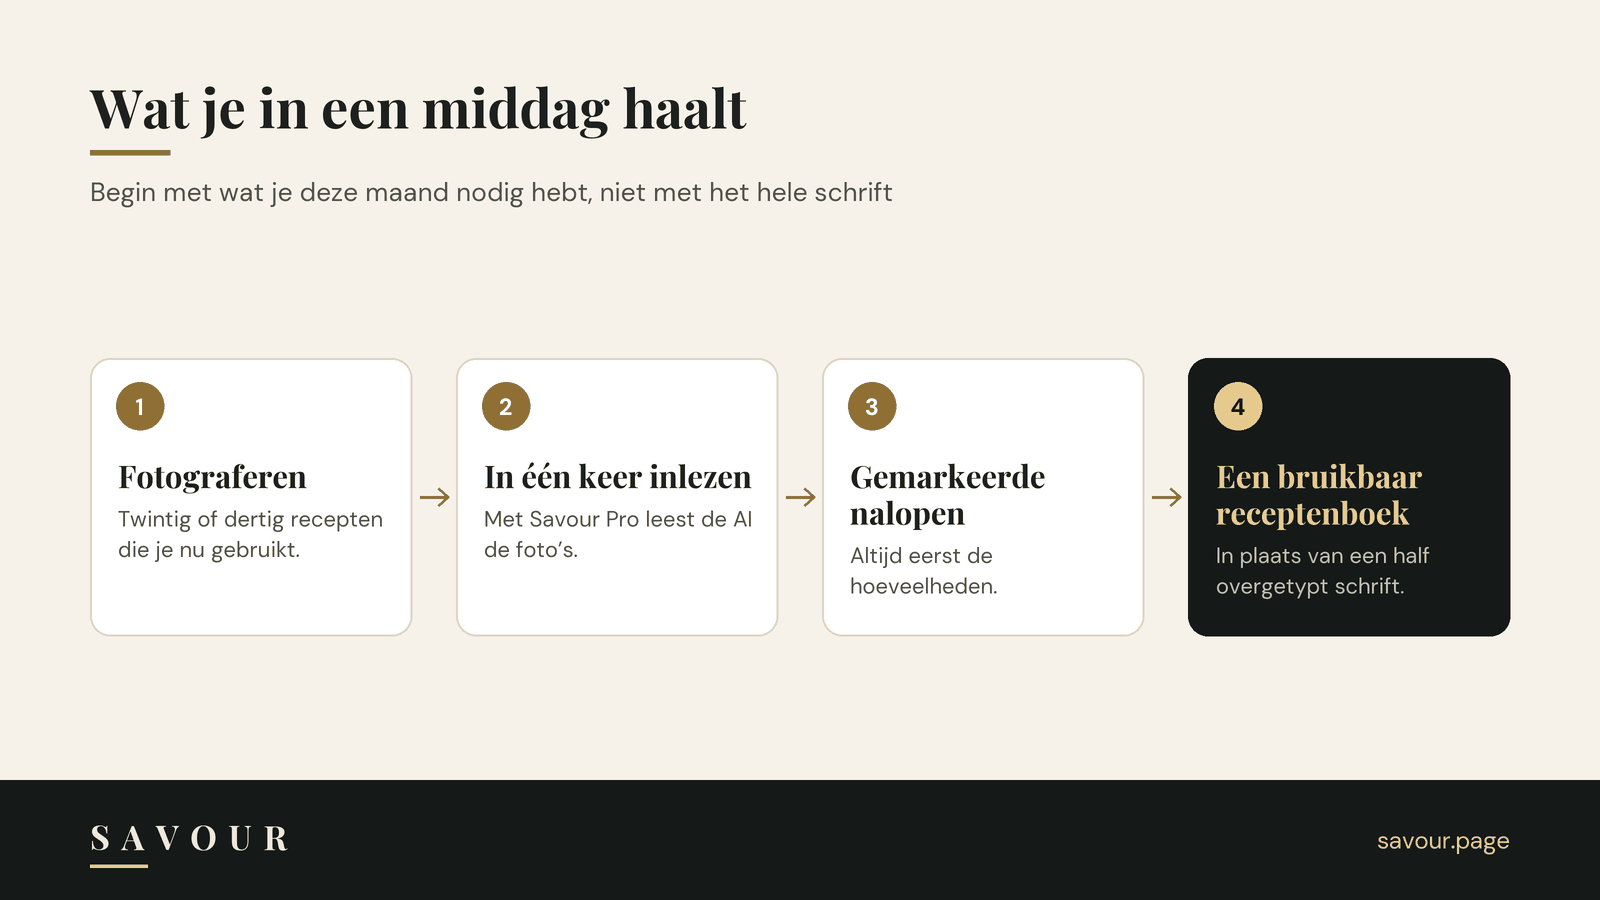 Wat je in een middag haalt
Begin met wat je deze maand nodig hebt, niet met het hele schrift
1
Fotograferen
Twintig of dertig recepten
die je nu gebruikt.
2
In één keer inlezen
Met Savour Pro leest de AI
de foto’s.
3
Gemarkeerde
nalopen
Altijd eerst de
hoeveelheden.
4
Een bruikbaar
receptenboek
In plaats van een half
overgetypt schrift.
SAVOUR
savour.page